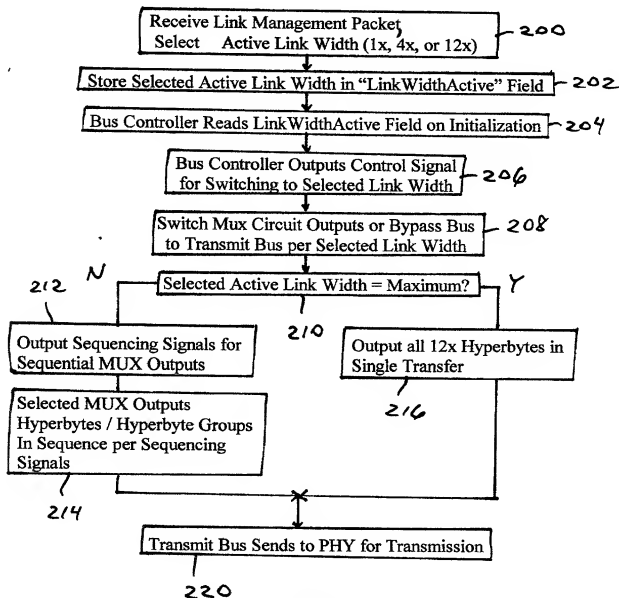 Receive Link Management Packet,
Select Active Link Width (1x, 4x, or 12x)
200
Store Selected Active Link Width in "LinkWidthActive" Field
202
Bus Controller Reads LinkWidthActive Field on Initialization
204
Bus Controller Outputs Control Signal
for Switching to Selected Link Width
206
Switch Mux Circuit Outputs or Bypass Bus
to Transmit Bus per Selected Link Width
208
N
Selected Active Link Width = Maximum?
Y
210
212
Output Sequencing Signals for
Sequential MUX Outputs
Output all 12x Hyperbytes in
Single Transfer
216
Selected MUX Outputs
Hyperbytes / Hyperbyte Groups
In Sequence per Sequencing
Signals
214
Transmit Bus Sends to PHY for Transmission
220